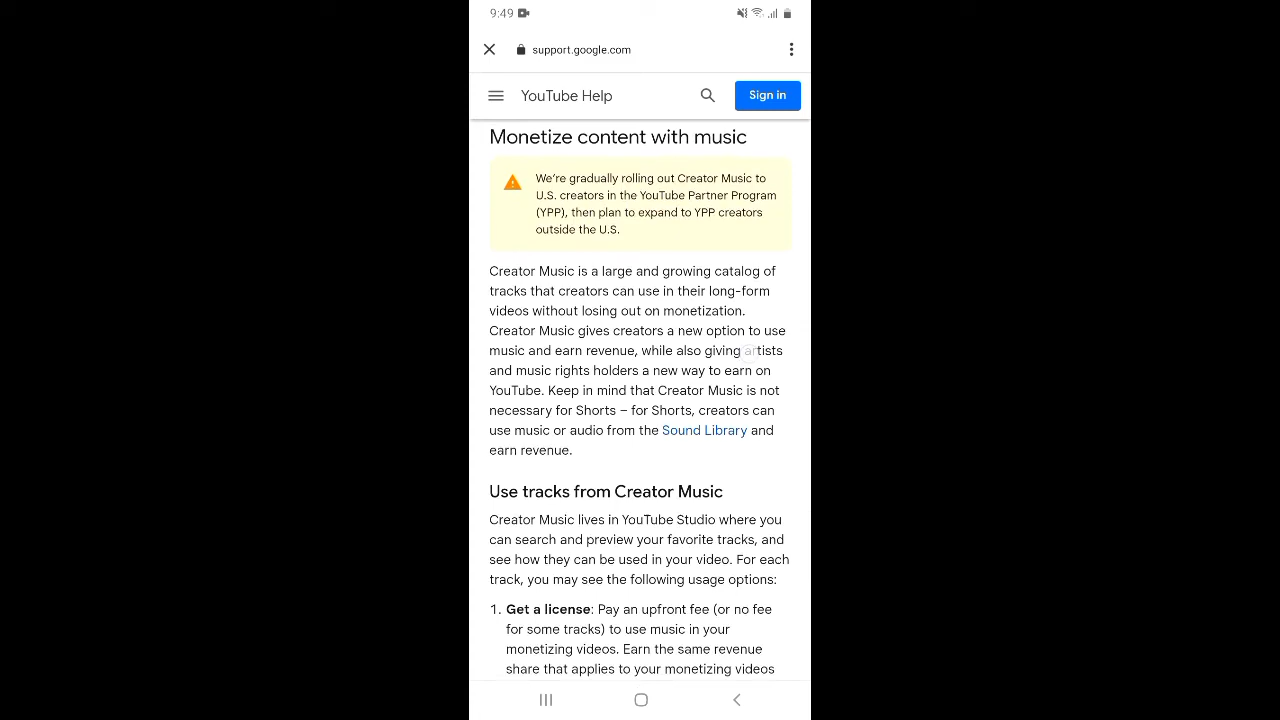 9:49
support.google.com
YouTube Help
Sign in
Monetize content with music
We’re gradually rolling out Creator Music to
U.S. creators in the YouTube Partner Program
(YPP), then plan to expand to YPP creators
outside the U.S.
Creator Music is a large and growing catalog of
tracks that creators can use in their long-form
videos without losing out on monetization.
Creator Music gives creators a new option to use
music and earn revenue, while also giving artists
and music rights holders a new way to earn on
YouTube. Keep in mind that Creator Music is not
necessary for Shorts – for Shorts, creators can
use music or audio from the Sound Library and
earn revenue.
Use tracks from Creator Music
Creator Music lives in YouTube Studio where you
can search and preview your favorite tracks, and
see how they can be used in your video. For each
track, you may see the following usage options:
1. Get a license: Pay an upfront fee (or no fee
for some tracks) to use music in your
monetizing videos. Earn the same revenue
share that applies to your monetizing videos